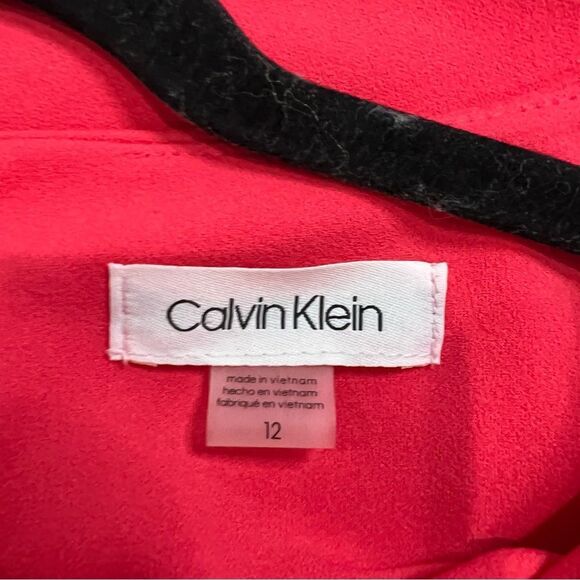 Calvin Klein
made in vietnam
hecho en vietnam
fabriqué en vietnam
12